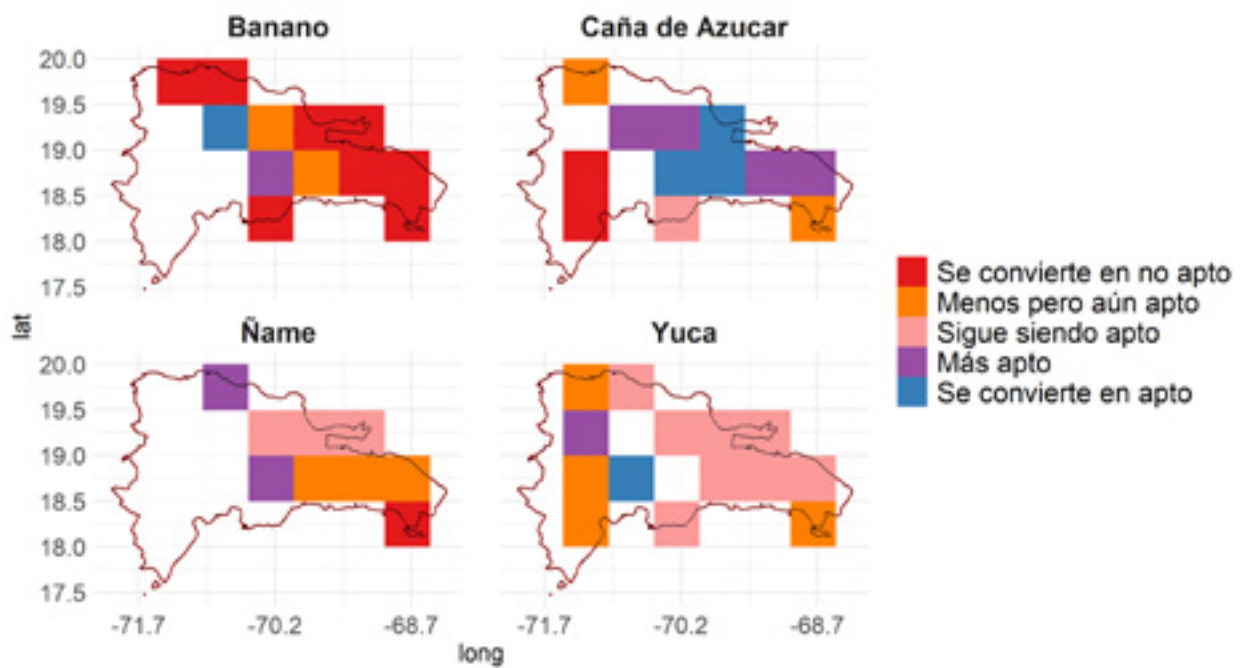 Banano
Caña de Azucar
20.0
19.5
19.0
18.5
18.0
17.5
lat
Se convierte en no apto
Menos pero aún apto
Sigue siendo apto
Más apto
Se convierte en apto
Ñame
Yuca
20.0
19.5
19.0
18.5
18.0
17.5
-71.7 -70.2 -68.7 -71.7 -70.2 -68.7
long